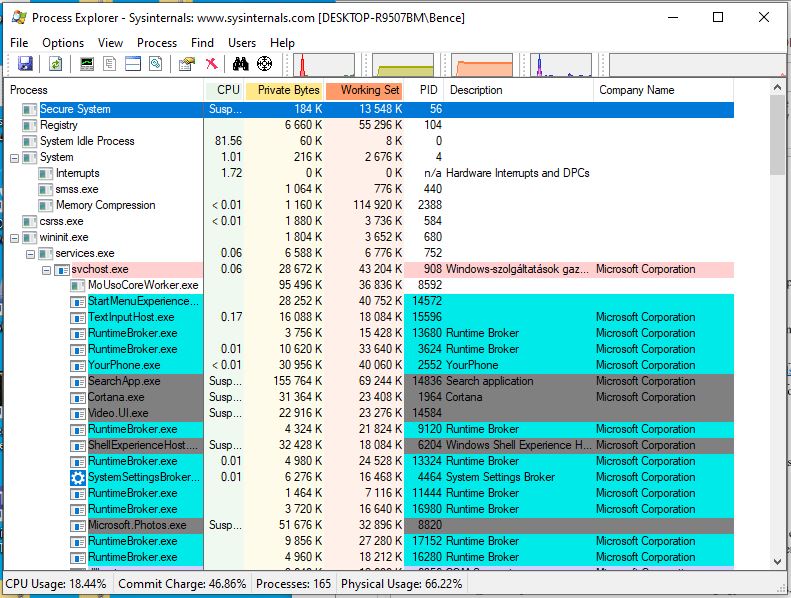 Process Explorer - Sysinternals: www.sysinternals.com [DESKTOP-R9507BM\Bence]
File Options View Process Find Users Help
Process CPU Private Bytes Working Set PID Description Company Name
Secure System Susp... 184 K 13 548 K 56
Registry 6 660 K 55 296 K 104
System Idle Process 81.56 60 K 8 K 0
System 1.01 216 K 2 676 K 4
Interrupts 1.72 0 K 0 K n/a Hardware Interrupts and DPCs
smss.exe 1 064 K 776 K 440
Memory Compression < 0.01 1 160 K 114 920 K 2388
csrss.exe < 0.01 1 880 K 3 736 K 584
wininit.exe 1 804 K 3 652 K 680
services.exe 0.06 6 588 K 6 776 K 752
svchost.exe 0.06 28 672 K 43 204 K 908 Windows-szolgáltatások gaz... Microsoft Corporation
MoUsoCoreWorker.exe 95 496 K 36 836 K 8592
StartMenuExperience... 28 252 K 40 752 K 14572
TextInputHost.exe 0.17 16 088 K 18 084 K 15596 Microsoft Corporation
RuntimeBroker.exe 3 756 K 15 428 K 13680 Runtime Broker Microsoft Corporation
RuntimeBroker.exe 0.01 10 620 K 33 640 K 3624 Runtime Broker Microsoft Corporation
YourPhone.exe < 0.01 30 956 K 40 060 K 2552 YourPhone Microsoft Corporation
SearchApp.exe Susp... 155 764 K 69 244 K 14836 Search application Microsoft Corporation
Cortana.exe Susp... 31 364 K 23 408 K 1964 Cortana Microsoft Corporation
Video.UI.exe Susp... 22 916 K 23 276 K 14584
RuntimeBroker.exe 4 324 K 21 824 K 9120 Runtime Broker Microsoft Corporation
ShellExperienceHost.... Susp... 32 428 K 18 084 K 6204 Windows Shell Experience H... Microsoft Corporation
RuntimeBroker.exe 0.01 4 980 K 24 528 K 13324 Runtime Broker Microsoft Corporation
SystemSettingsBroker... 0.01 6 276 K 16 468 K 4464 System Settings Broker Microsoft Corporation
RuntimeBroker.exe 1 464 K 7 116 K 11444 Runtime Broker Microsoft Corporation
RuntimeBroker.exe 3 720 K 16 640 K 16980 Runtime Broker Microsoft Corporation
Microsoft.Photos.exe Susp... 51 676 K 32 896 K 8820
RuntimeBroker.exe 9 856 K 27 280 K 17152 Runtime Broker Microsoft Corporation
RuntimeBroker.exe 4 960 K 18 212 K 16280 Runtime Broker Microsoft Corporation
CPU Usage: 18.44% Commit Charge: 46.86% Processes: 165 Physical Usage: 66.22%